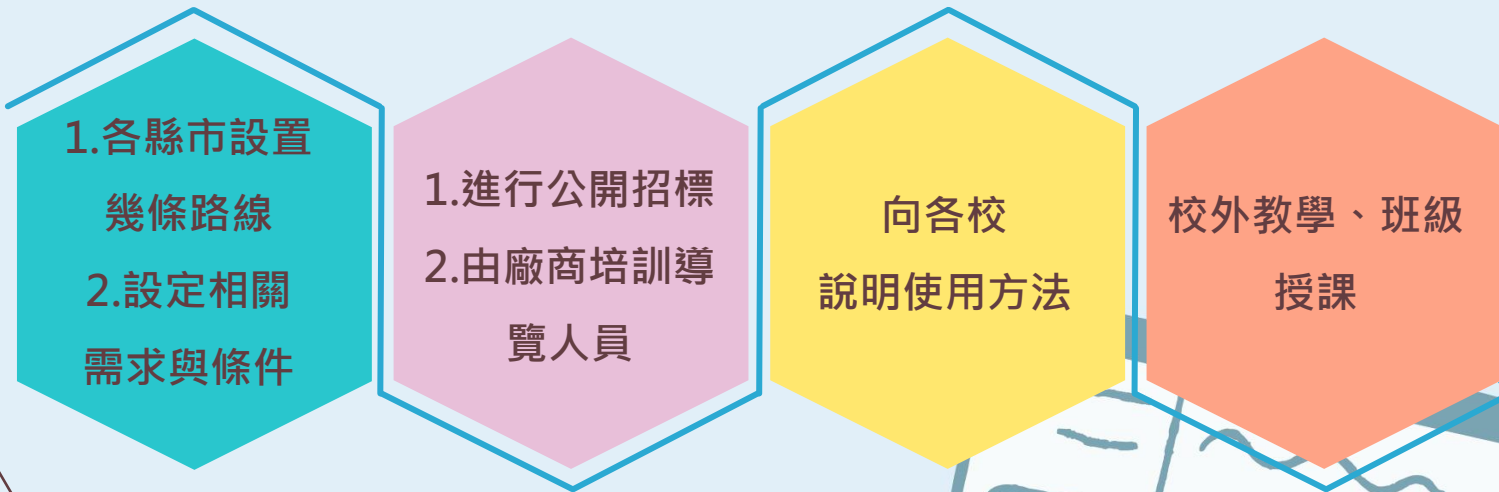 1.各縣市設置
幾條路線
2.設定相關
需求與條件
1.進行公開招標
2.由廠商培訓導
覽人員
向各校
說明使用方法
校外教學、班級
授課